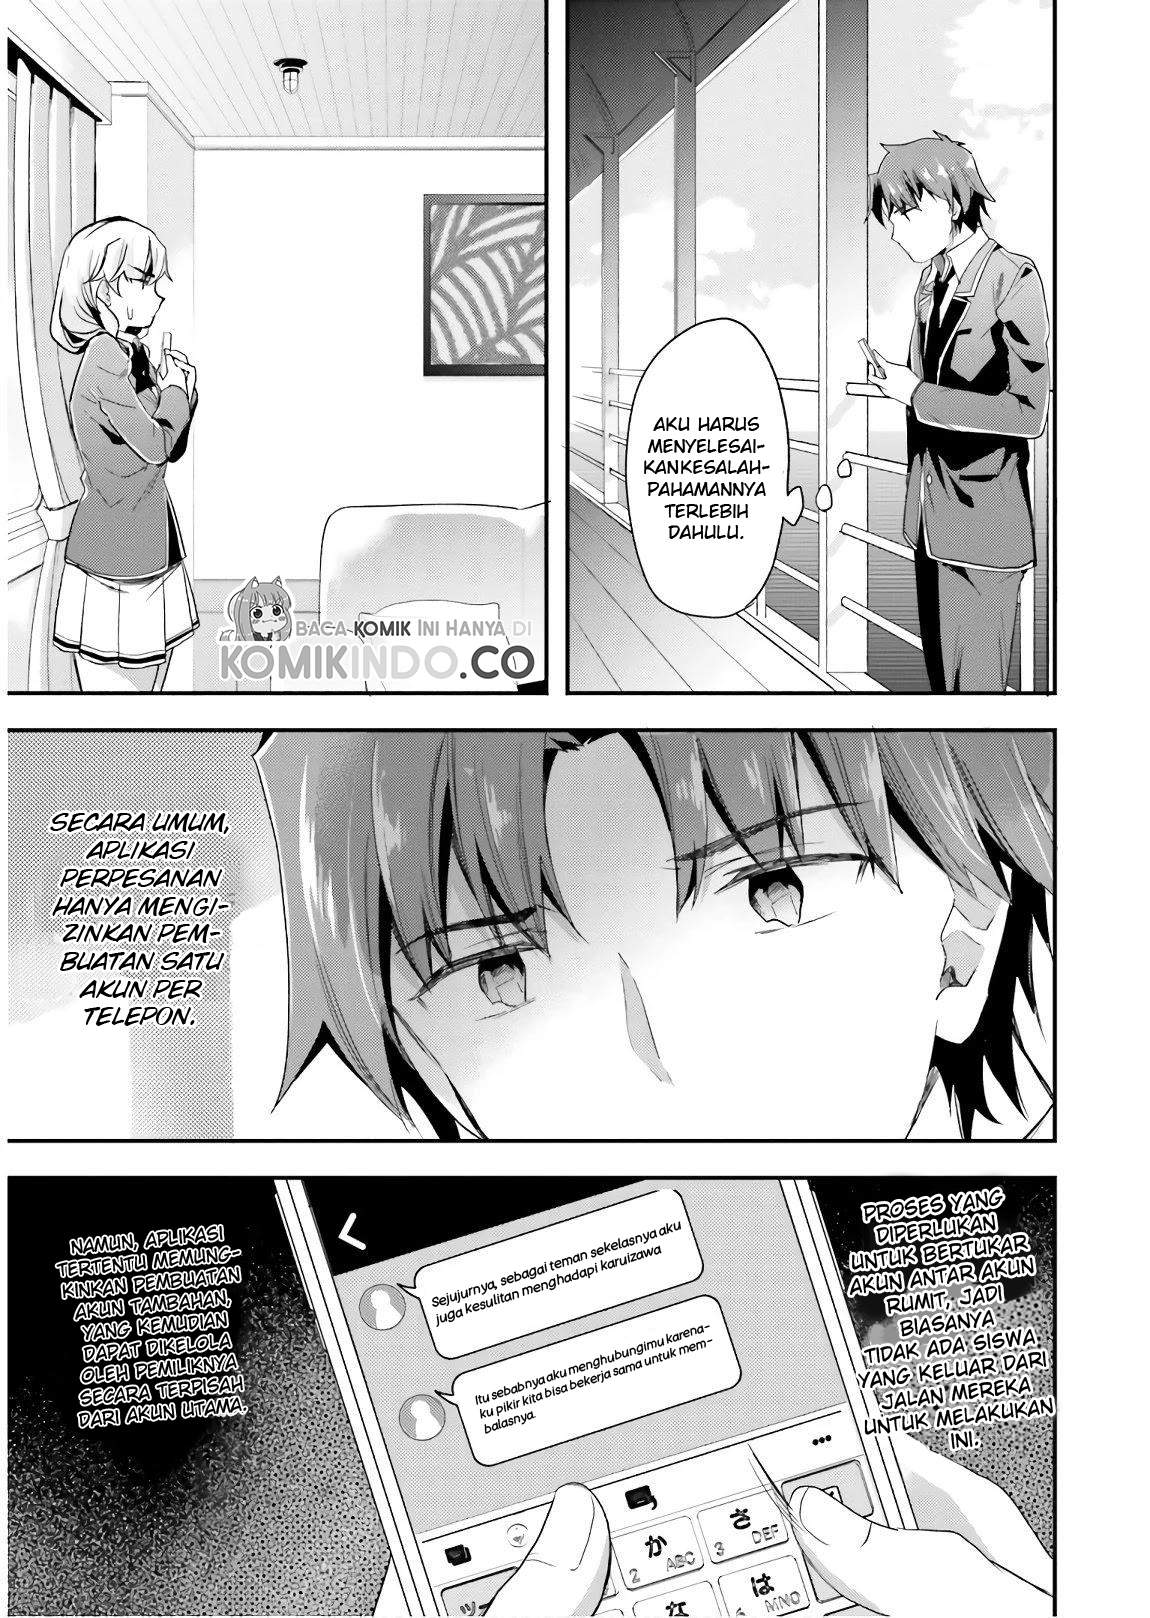 AKU HARUS
MENYELESAI-
KANKESALAH-
PAHAMANNYA
TERLEBIH
DAHULU.
BACA KOMIK INI HANYA DI
KOMIKINDO.CO
SECARA UMUM,
APLIKASI
PERPESANAN
HANYA MENGI-
ZINKAN PEM-
BUATAN SATU
AKUN PER
TELEPON.
PROSES YANG
DIPERLUKAN
UNTUK BERTUKAR
AKUN ANTAR AKUN
RUMIT, JADI
BIASANYA
TIDAK ADA SISWA
YANG KELUAR DARI
JALAN MEREKA
UNTUK MELAKUKAN
INI.
Sejujurnya, sebagai teman sekelasnya aku
juga kesulitan menghadapi karuizawa
Itu sebabnya aku menghubungimu karena-
ku pikir kita bisa bekerja sama untuk mem-
balasnya.
NAMUN, APLIKASI
TERTENTU MEMUNG-
KINKAN PEMBUATAN
AKUN TAMBAHAN,
YANG KEMUDIAN
DAPAT DIKELOLA
OLEH PEMILIKNYA
SECARA TERPISAH
DARI AKUN UTAMA.
か
2 ABC
さ
3 DEF
は
MNO
な